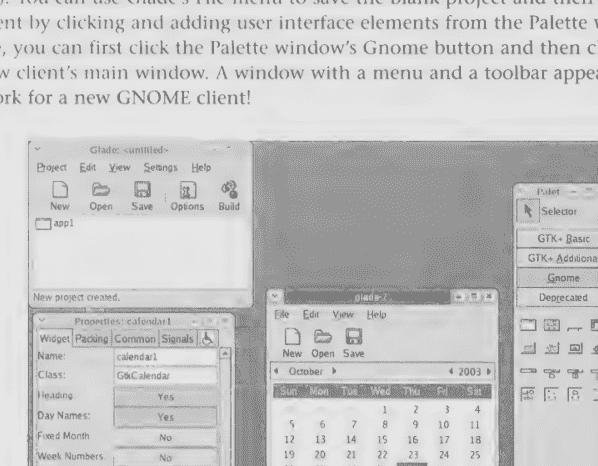 ). You can use Glade's File menu to save the blank project and then
ent by clicking and adding user interface elements from the Palette w
e, you can first click the Palette window's Gnome button and then cl
w client's main window. A window with a menu and a toolbar appea
ork for a new GNOME client!
Glade: <untitled>
Project Edit View Settings Help
New Open Save Options Build
app1
New project created.
Palet
Selector
GTK+ Basic
GTK+ Additiona
Gnome
Deprecated
Properties: calendar1
Widget Packing Common Signals
Name: calendar1
Class: GtkCalendar
Heading Yes
Day Names: Yes
Fixed Month No
Week Numbers. No
glade-2.
File Edit View Help
New Open Save
October 2003
Sun Mon Tue Wed Thu Fri Sat
1 2 3 4
5 6 7 8 9 10 11
12 13 14 15 16 17 18
19 20 21 22 23 24 25